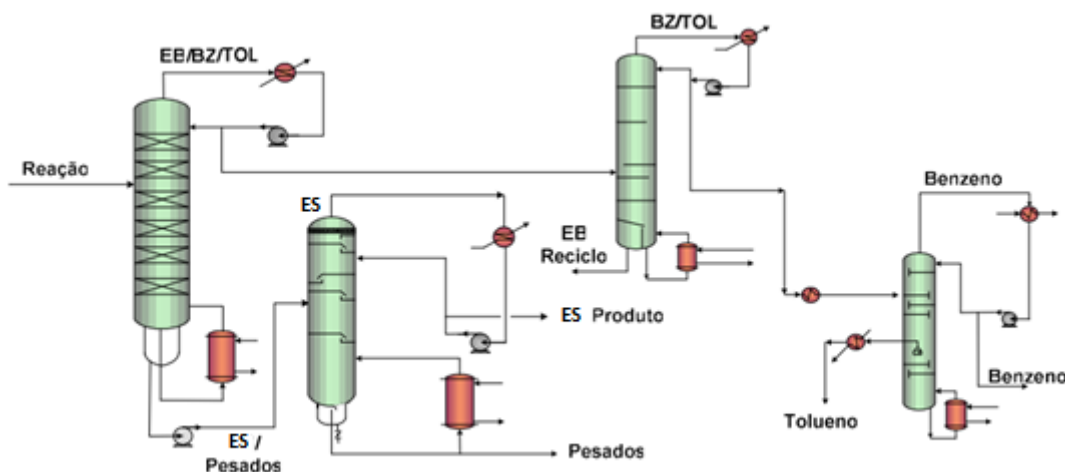 EB/BZ/TOL
BZ/TOL
Reação
ES
Benzeno
EB
Reciclo
ES Produto
Benzeno
Tolueno
ES /
Pesados
Pesados